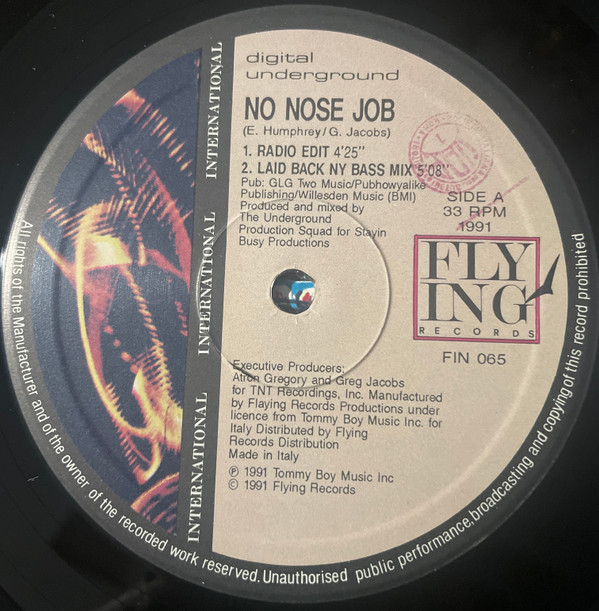 digital
underground
NO NOSE JOB
(E. Humphrey/G. Jacobs)
1. RADIO EDIT 4'25"
2. LAID BACK NY BASS MIX 5'08"
Pub: GLG Two Music/Pubhowyalike
Publishing/Willesden Music (BMI)
Produced and mixed by
The Underground
Production Squad for Stayin
Busy Productions
SIDE A
33 RPM
1991
FLY
ING
RECORDS
FIN 065
Executive Producers:
Atron Gregory and Greg Jacobs
for TNT Recordings, Inc. Manufactured
by Flaying Records Productions under
licence from Tommy Boy Music Inc. for
Italy Distributed by Flying
Records Distribution
Made in Italy
Ⓟ 1991 Tommy Boy Music Inc
© 1991 Flying Records
INTERNATIONAL
INTERNATIONAL
INTERNATIONAL
All rights of the Manufacturer and of the owner of the recorded work reserved. Unauthorised public performance, broadcasting and copying of this record prohibited